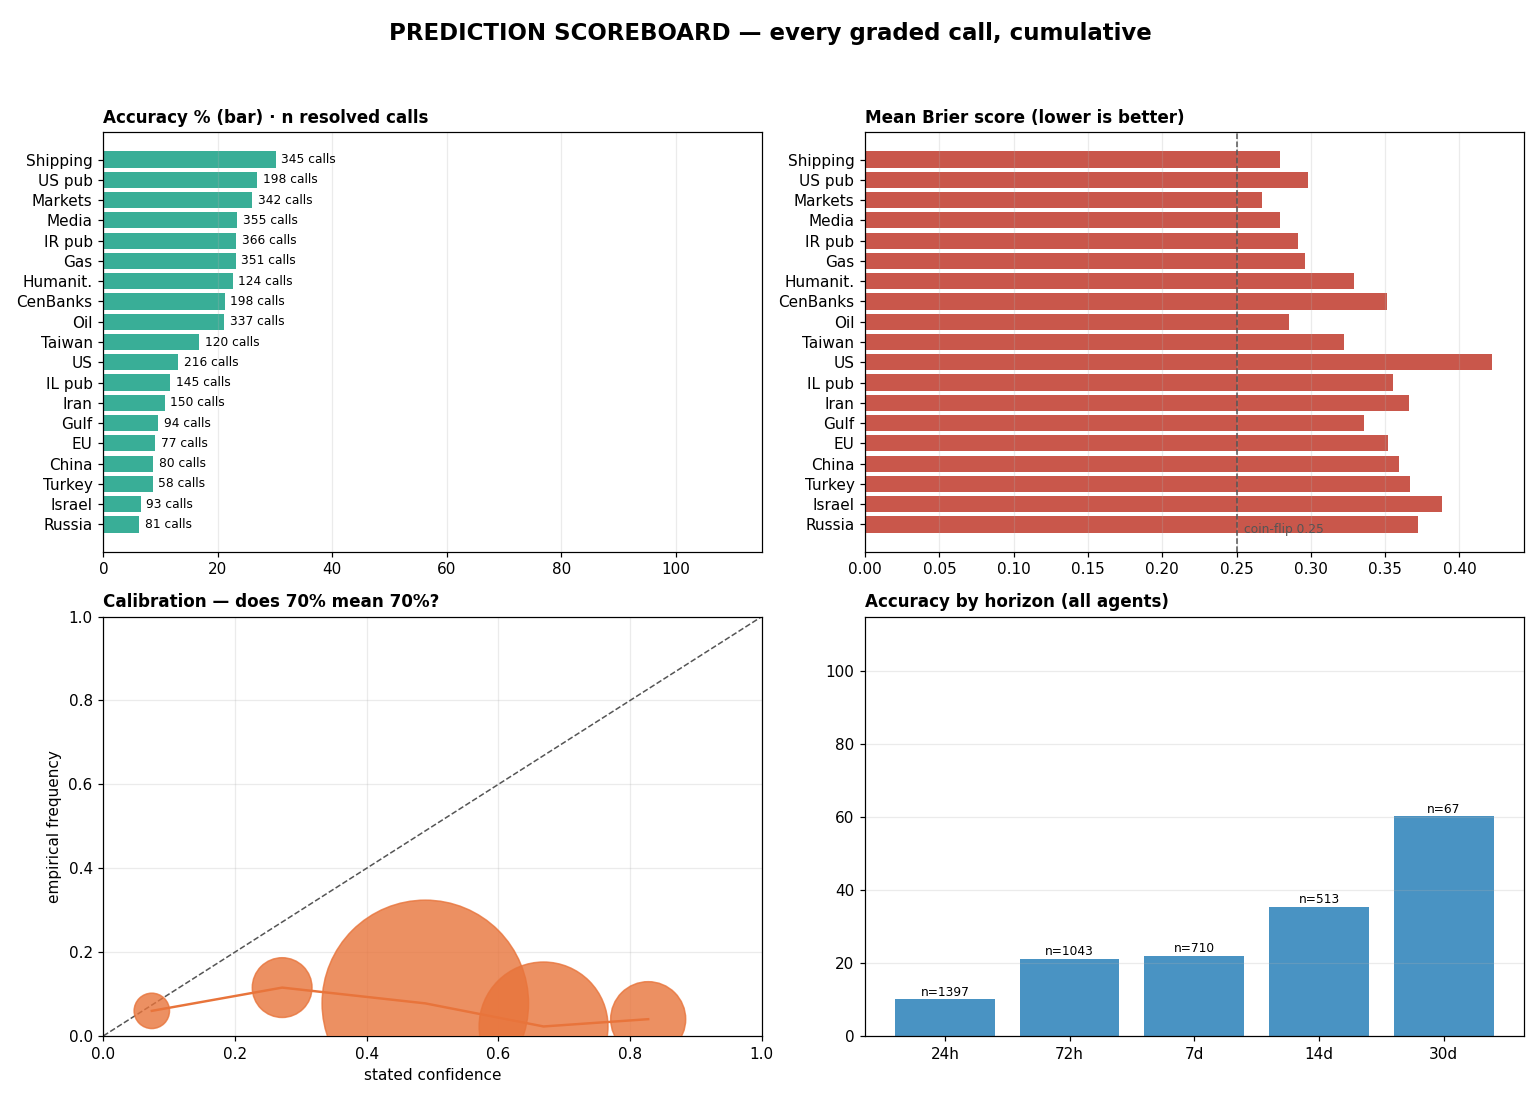 PREDICTION SCOREBOARD — every graded call, cumulative
Accuracy % (bar) · n resolved calls
Shipping 345 calls
US pub 198 calls
Markets 342 calls
Media 355 calls
IR pub 366 calls
Gas 351 calls
Humanit. 124 calls
CenBanks 198 calls
Oil 337 calls
Taiwan 120 calls
US 216 calls
IL pub 145 calls
Iran 150 calls
Gulf 94 calls
EU 77 calls
China 80 calls
Turkey 58 calls
Israel 93 calls
Russia 81 calls
0 20 40 60 80 100
Mean Brier score (lower is better)
Shipping
US pub
Markets
Media
IR pub
Gas
Humanit.
CenBanks
Oil
Taiwan
US
IL pub
Iran
Gulf
EU
China
Turkey
Israel
Russia
coin-flip 0.25
0.00 0.05 0.10 0.15 0.20 0.25 0.30 0.35 0.40
Calibration — does 70% mean 70%?
empirical frequency
1.0
0.8
0.6
0.4
0.2
0.0
0.0 0.2 0.4 0.6 0.8 1.0
stated confidence
Accuracy by horizon (all agents)
100
80
60
40
20
0
n=1397
n=1043
n=710
n=513
n=67
24h 72h 7d 14d 30d